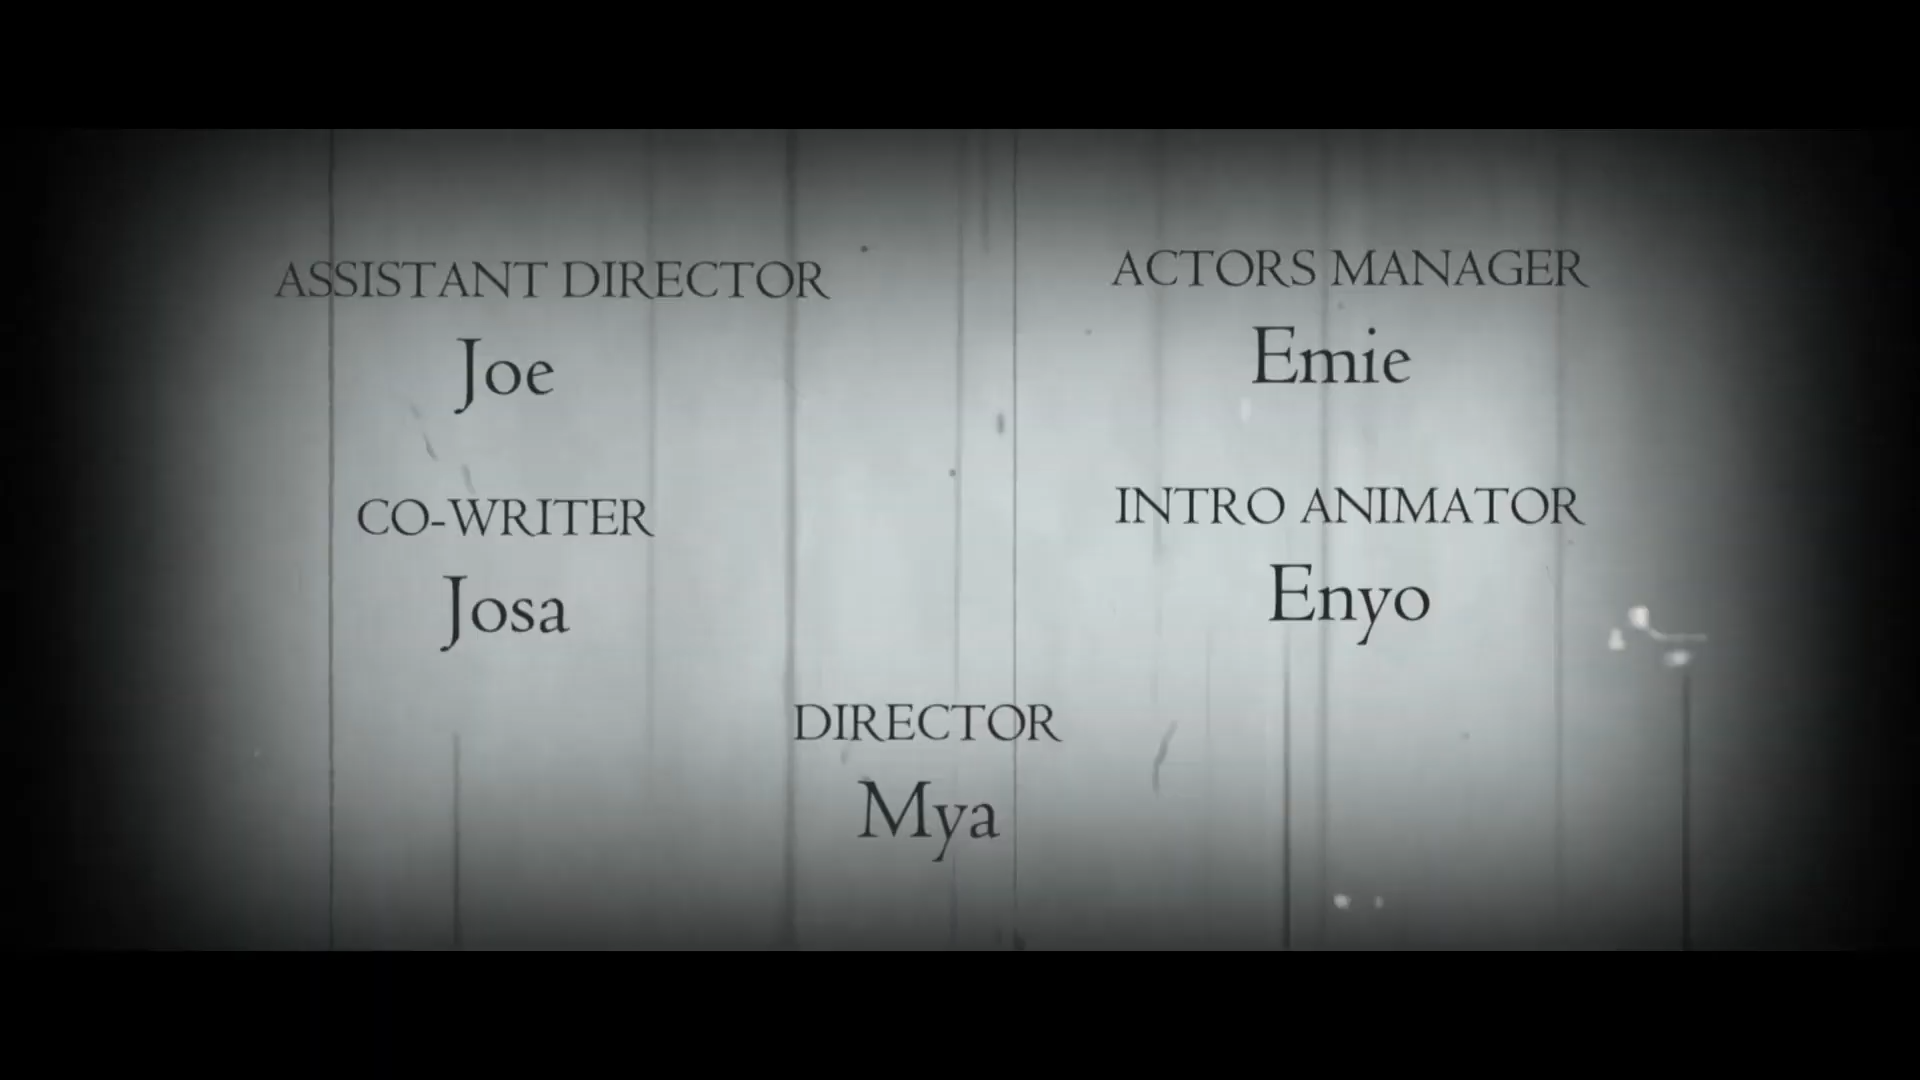 ASSISTANT DIRECTOR
Joe
ACTORS MANAGER
Emie
CO-WRITER
Josa
INTRO ANIMATOR
Enyo
DIRECTOR
Mya